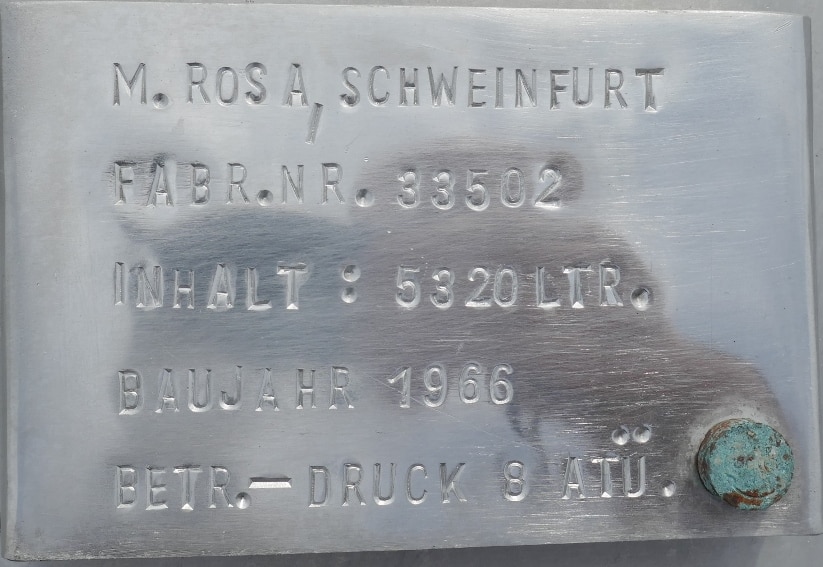 M. ROSA, SCHWEINFURT
FABR.NR. 33502
INHALT : 5320 LTR.
BAUJAHR 1966
BETR.– DRUCK 8 ATÜ.